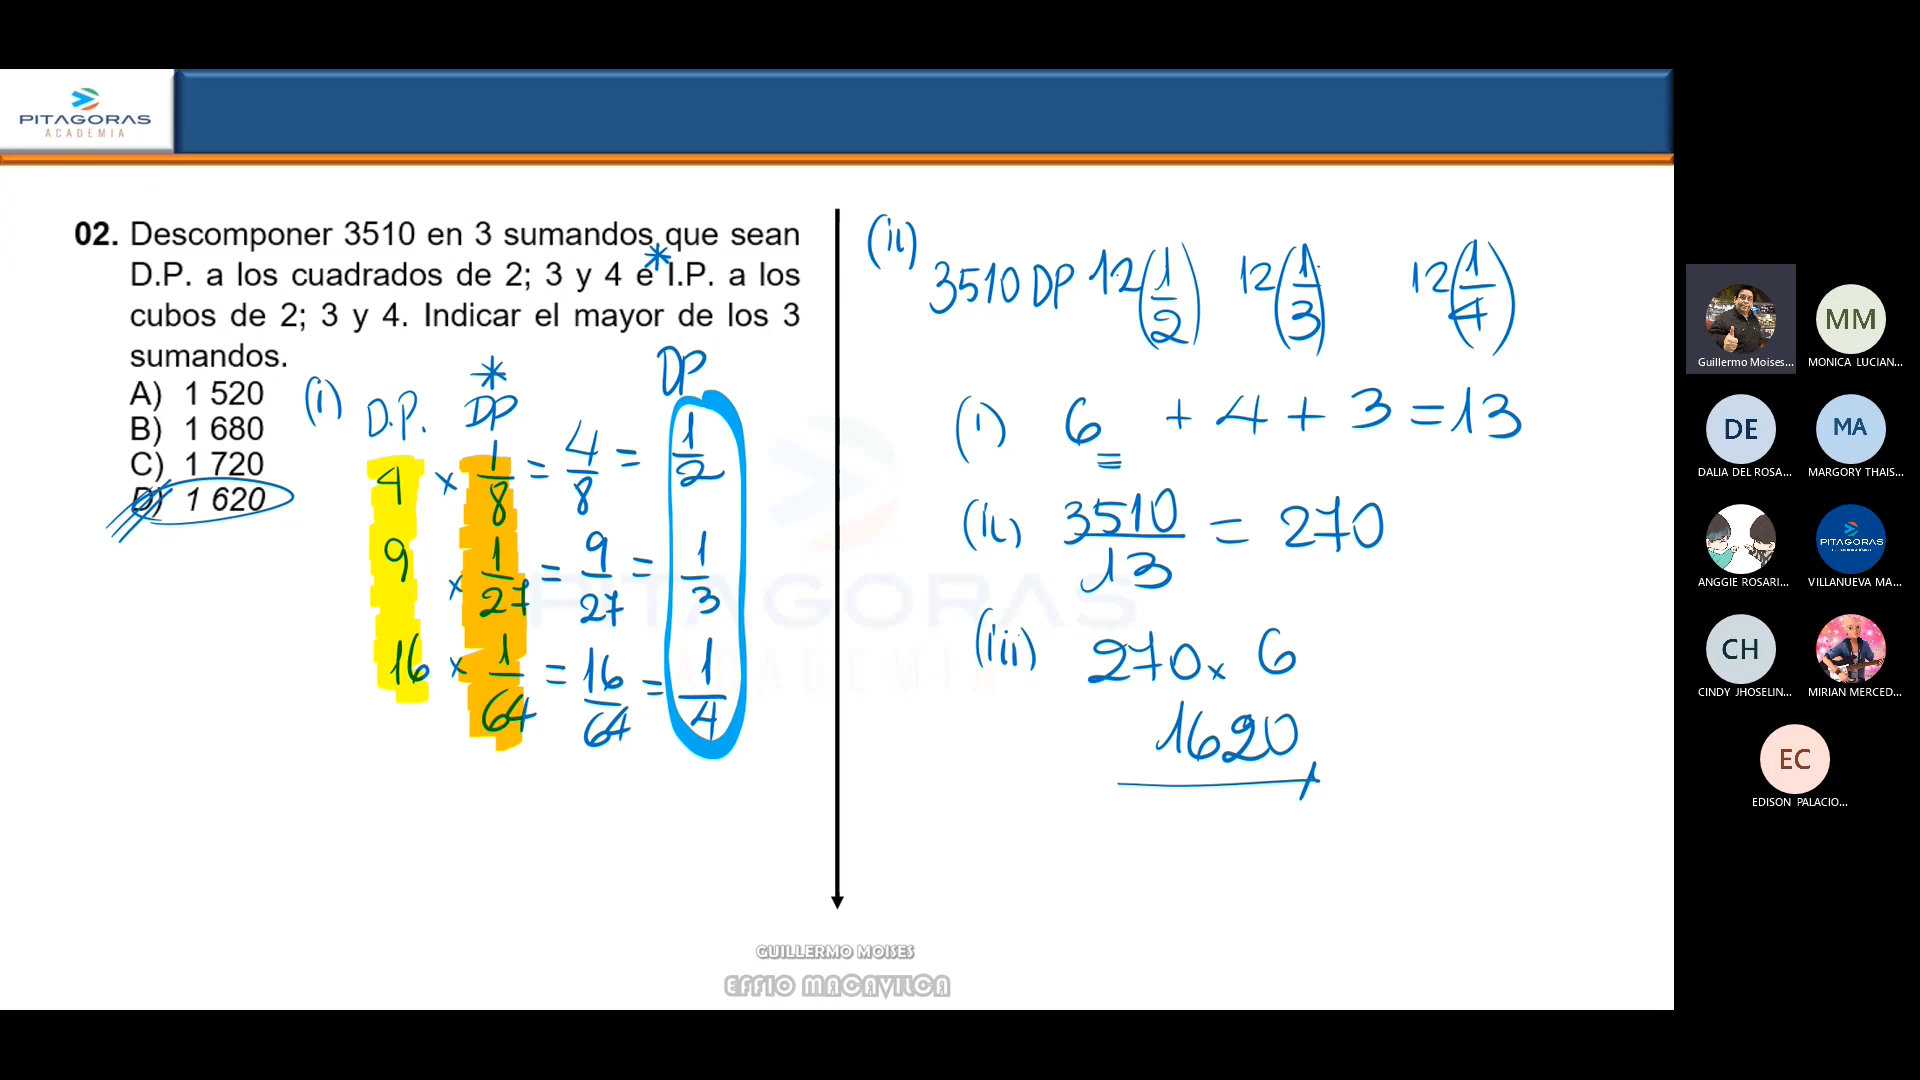 PITAGORAS
ACADEMIA
02. Descomponer 3510 en 3 sumandos que sean
D.P. a los cuadrados de 2; 3 y 4 e I.P. a los
cubos de 2; 3 y 4. Indicar el mayor de los 3
sumandos.
A) 1 520
B) 1 680
C) 1 720
D) 1 620
(i) D.P. * DP DP
4 × 1/8 = 4/8 = 1/2
9 × 1/27 = 9/27 = 1/3
16 × 1/64 = 16/64 = 1/4
(ii)
3510 DP 12(1/2) 12(1/3) 12(1/4)
(i) 6 + 4 + 3 = 13
(ii) 3510/13 = 270
(iii) 270 × 6
1620
PITAGORAS
ACADEMIA
GUILLERMO MOISES
EFFIO MACAVILCA
Guillermo Moises...
MM
MONICA LUCIAN...
DE
DALIA DEL ROSA...
MA
MARGORY THAIS...
ANGGIE ROSARI...
PITAGORAS
VILLANUEVA MA...
CH
CINDY JHOSELIN...
MIRIAN MERCED...
EC
EDISON PALACIO...